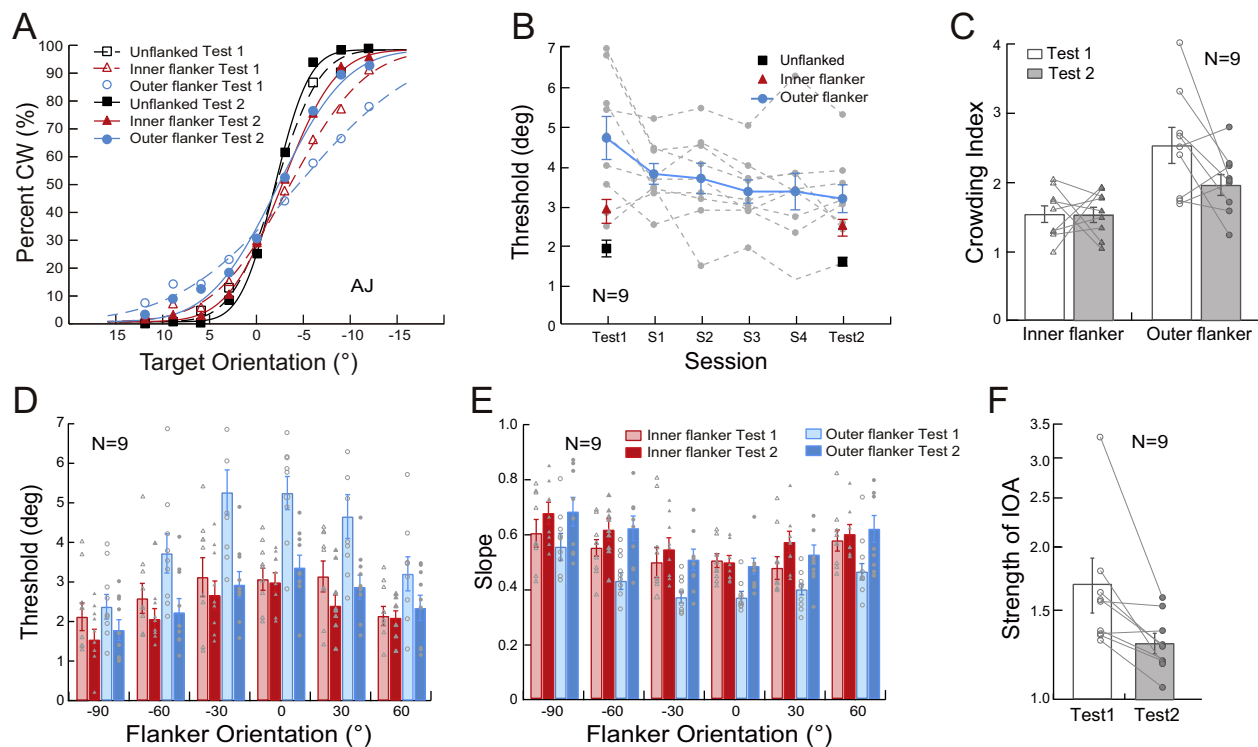 A
Percent CW (%)
100
90
80
70
60
50
40
30
20
10
0
Unflanked Test 1
Inner flanker Test 1
Outer flanker Test 1
Unflanked Test 2
Inner flanker Test 2
Outer flanker Test 2
AJ
15 10 5 0 -5 -10 -15
Target Orientation (°)
B
Threshold (deg)
7
6
5
4
3
2
1
0
Unflanked
Inner flanker
Outer flanker
N=9
Test1 S1 S2 S3 S4 Test2
Session
C
Crowding Index
4
3
2
1
0
Test 1
Test 2
N=9
Inner flanker Outer flanker
D
Threshold (deg)
7
6
5
4
3
2
1
0
N=9
-90 -60 -30 0 30 60
Flanker Orientation (°)
E
Slope
1.0
0.8
0.6
0.4
0.2
0
N=9
Inner flanker Test 1
Inner flanker Test 2
Outer flanker Test 1
Outer flanker Test 2
-90 -60 -30 0 30 60
Flanker Orientation (°)
F
Strength of IOA
3.5
3.0
2.5
2.0
1.5
1.0
N=9
Test1 Test2